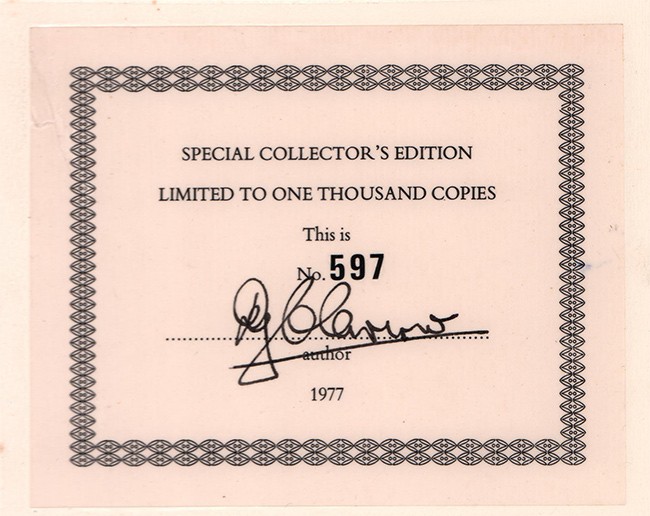 SPECIAL COLLECTOR'S EDITION
LIMITED TO ONE THOUSAND COPIES
This is
No. 597
author
1977